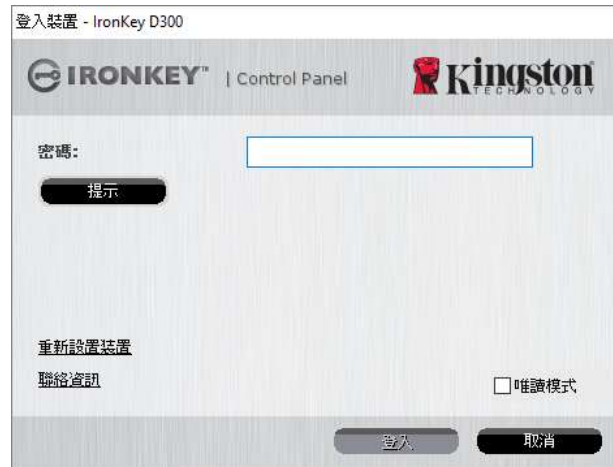 登入裝置 - IronKey D300
IRONKEY™ | Control Panel
Kingston
TECHNOLOGY
密碼:
提示
重新設置裝置
聯絡資訊
唯讀模式
登入 取消